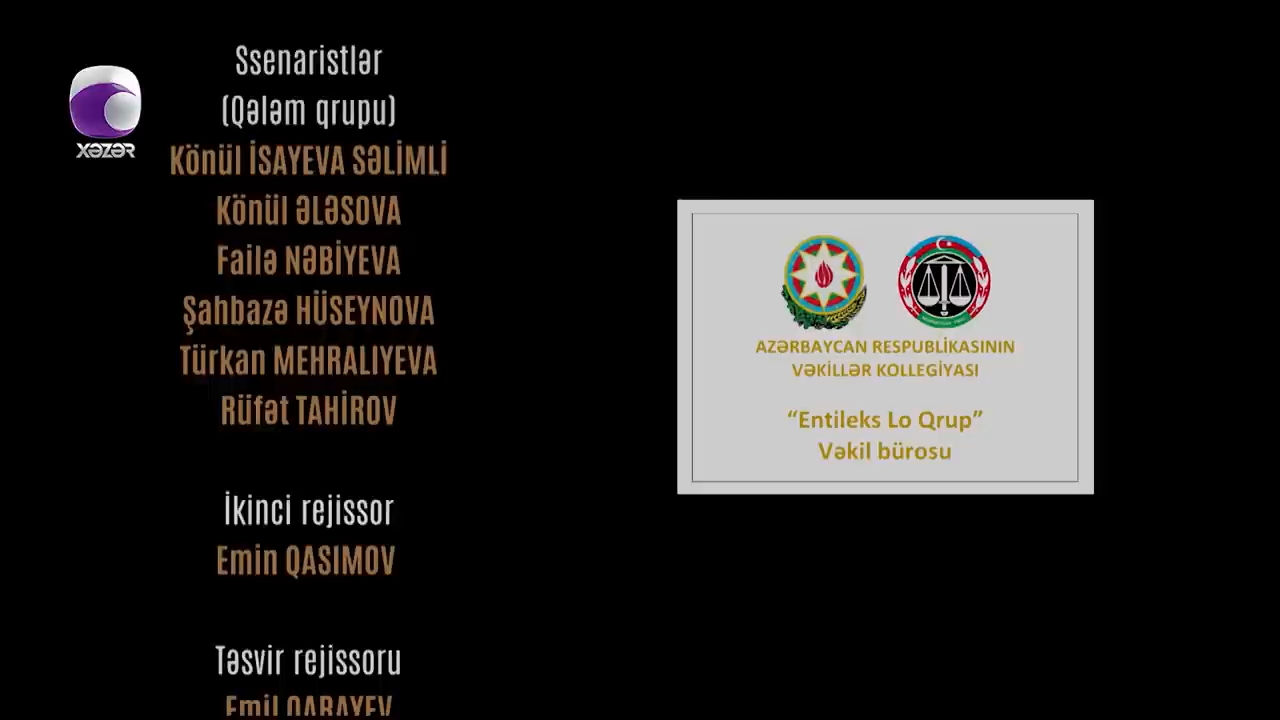 Ssenaristlər
(Qələm qrupu)
Könül İSAYEVA SƏLİMLİ
Könül ƏLƏSOVA
Failə NƏBİYEVA
Şahbazə HÜSEYNOVA
Türkan MEHRALIYEVA
Rüfət TAHİROV
İkinci rejissor
Emin QASIMOV
Təsvir rejissoru
Emil QARAYEV
XƏZƏR
AZƏRBAYCAN RESPUBLİKASININ
VƏKİLLƏR KOLLEGİYASI
“Entileks Lo Qrup”
Vəkil bürosu